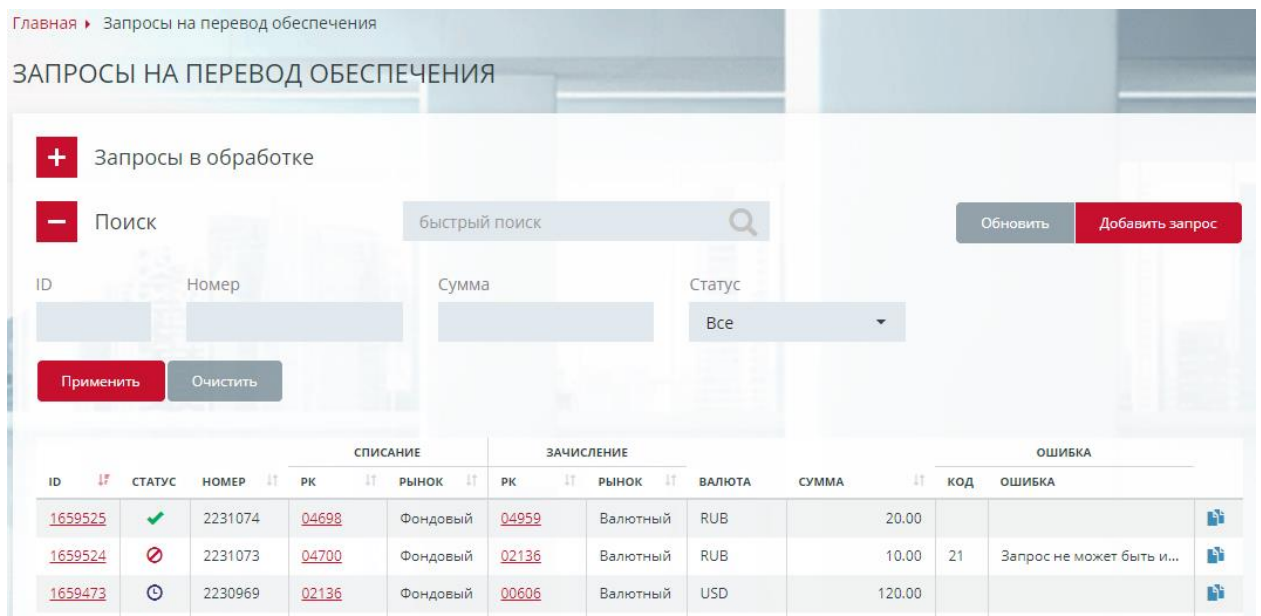 Главная Запросы на перевод обеспечения
ЗАПРОСЫ НА ПЕРЕВОД ОБЕСПЕЧЕНИЯ
Запросы в обработке
Поиск быстрый поиск Обновить Добавить запрос
ID Номер Сумма Статус
Все
Применить Очистить
СПИСАНИЕ ЗАЧИСЛЕНИЕ ОШИБКА
ID СТАТУС НОМЕР РК РЫНОК РК РЫНОК ВАЛЮТА СУММА КОД ОШИБКА
1659525 2231074 04698 Фондовый 04959 Валютный RUB 20.00
1659524 2231073 04700 Фондовый 02136 Валютный RUB 10.00 21 Запрос не может быть и...
1659473 2230969 02136 Фондовый 00606 Валютный USD 120.00